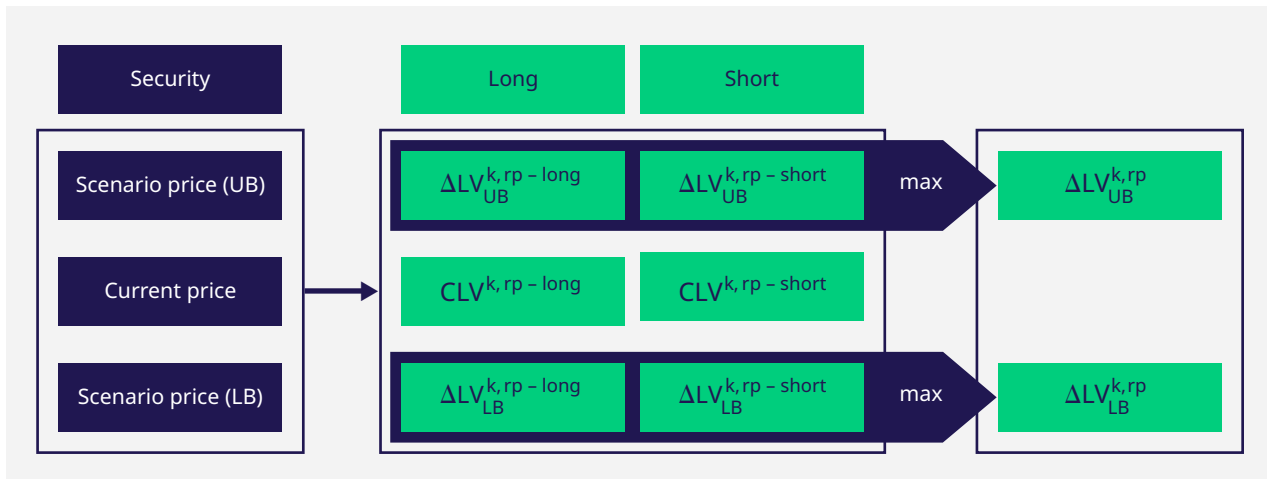 Security Long Short
Scenario price (UB) ΔLV^{k, rp – long}_{UB} ΔLV^{k, rp – short}_{UB} max ΔLV^{k, rp}_{UB}
Current price CLV^{k, rp – long} CLV^{k, rp – short}
Scenario price (LB) ΔLV^{k, rp – long}_{LB} ΔLV^{k, rp – short}_{LB} max ΔLV^{k, rp}_{LB}